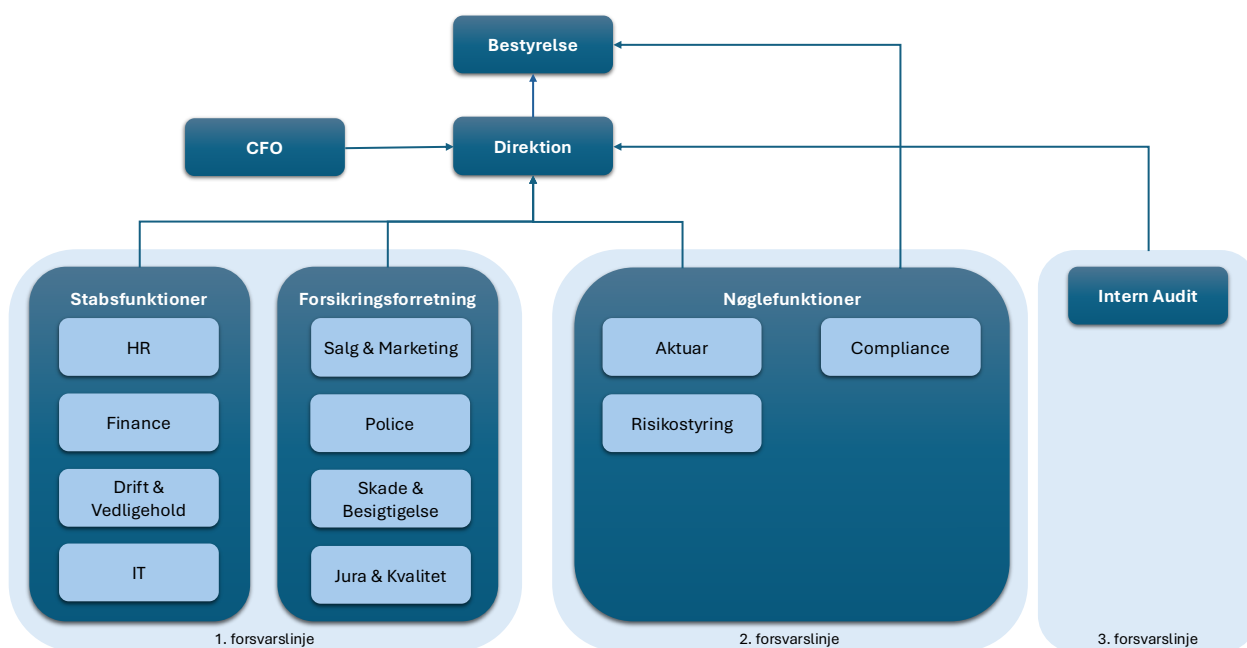 Bestyrelse
CFO
Direktion
Stabsfunktioner
HR
Finance
Drift &
Vedligehold
IT
Forsikringsforretning
Salg & Marketing
Police
Skade &
Besigtigelse
Jura & Kvalitet
1. forsvarslinje
Nøglefunktioner
Aktuar
Compliance
Risikostyring
2. forsvarslinje
Intern Audit
3. forsvarslinje